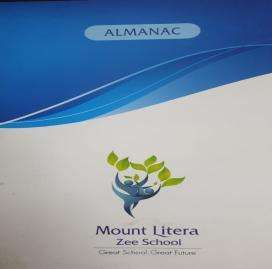 ALMANAC
Mount Litera
Zee School
Great School. Great Future